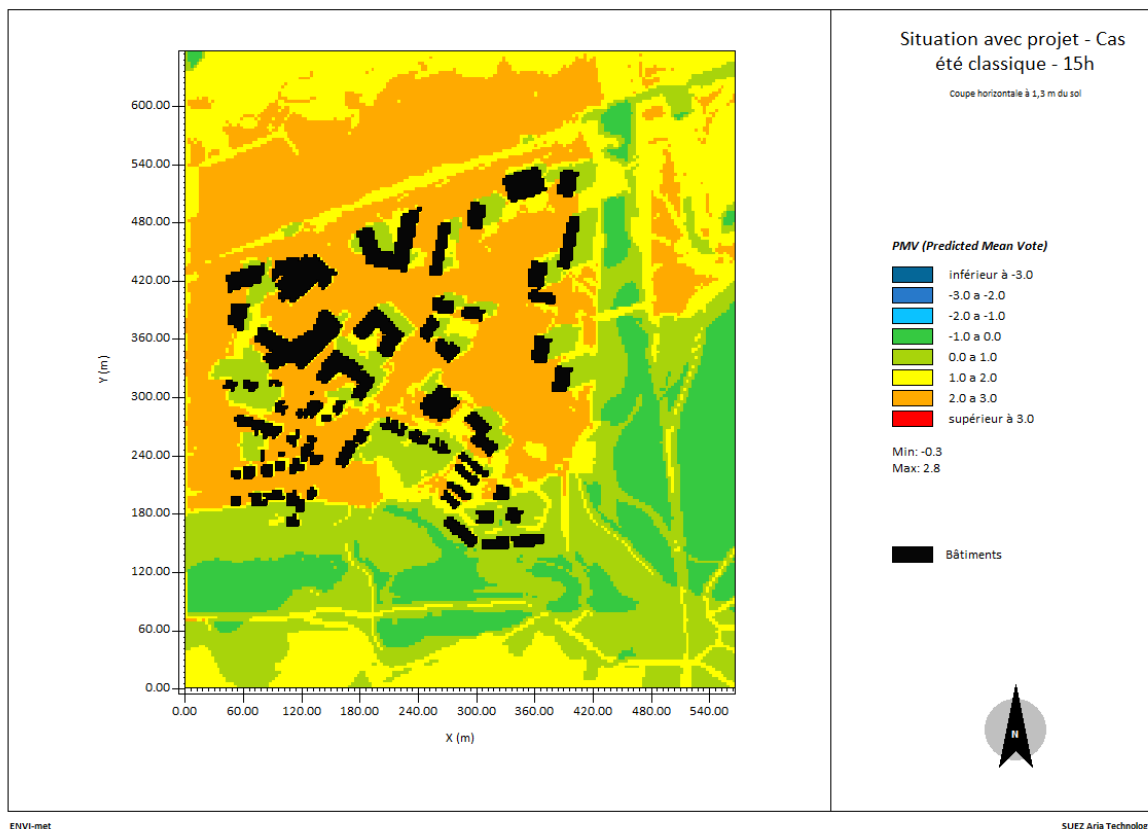 Situation avec projet - Cas
été classique - 15h
Coupe horizontale à 1,3 m du sol
600.00
540.00
480.00
420.00
360.00
300.00
240.00
180.00
120.00
60.00
0.00
Y (m)
0.00 60.00 120.00 180.00 240.00 300.00 360.00 420.00 480.00 540.00
X (m)
PMV (Predicted Mean Vote)
inférieur à -3.0
-3.0 a -2.0
-2.0 a -1.0
-1.0 a 0.0
0.0 a 1.0
1.0 a 2.0
2.0 a 3.0
supérieur à 3.0
Min: -0.3
Max: 2.8
Bâtiments
N
ENVI-met
SUEZ Aria Technolog